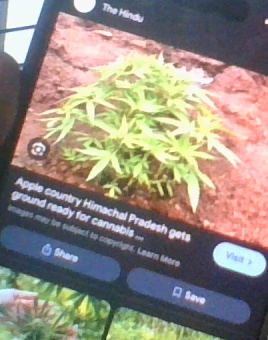 The Hindu
Apple country Himachal Pradesh gets
ground ready for cannabis ...
Images may be subject to copyright. Learn More
Visit >
Share
Save